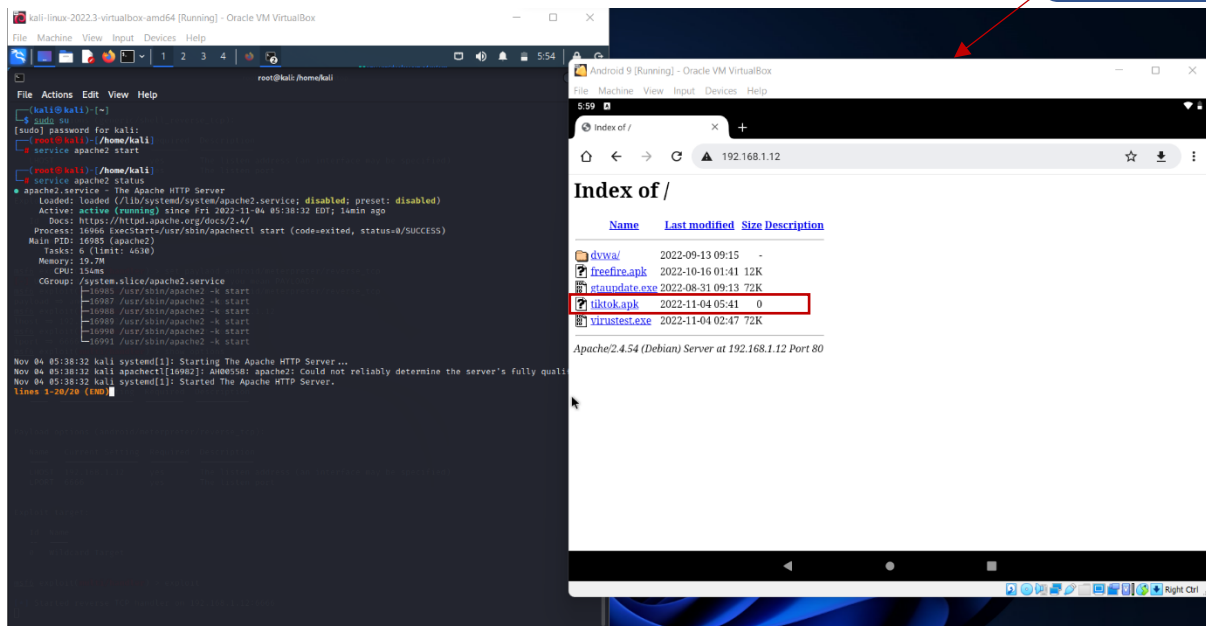 kali-linux-2022.3-virtualbox-amd64 [Running] - Oracle VM VirtualBox
File Machine View Input Devices Help
1 2 3 4 5:54
root@kali: /home/kali
File Actions Edit View Help
(kali㉿kali)-[~]
$ sudo su
[sudo] password for kali:
(root㉿kali)-[/home/kali]
# service apache2 start
(root㉿kali)-[/home/kali]
# service apache2 status
● apache2.service - The Apache HTTP Server
Loaded: loaded (/lib/systemd/system/apache2.service; disabled; preset: disabled)
Active: active (running) since Fri 2022-11-04 05:38:32 EDT; 14min ago
Docs: https://httpd.apache.org/docs/2.4/
Process: 16966 ExecStart=/usr/sbin/apachectl start (code=exited, status=0/SUCCESS)
Main PID: 16985 (apache2)
Tasks: 6 (limit: 4630)
Memory: 19.7M
CPU: 154ms
CGroup: /system.slice/apache2.service
├─16985 /usr/sbin/apache2 -k start
├─16987 /usr/sbin/apache2 -k start
├─16988 /usr/sbin/apache2 -k start
├─16989 /usr/sbin/apache2 -k start
├─16990 /usr/sbin/apache2 -k start
└─16991 /usr/sbin/apache2 -k start
Nov 04 05:38:32 kali systemd[1]: Starting The Apache HTTP Server...
Nov 04 05:38:32 kali apachectl[16982]: AH00558: apache2: Could not reliably determine the server's fully quali
Nov 04 05:38:32 kali systemd[1]: Started The Apache HTTP Server.
lines 1-20/20 (END)
Android 9 [Running] - Oracle VM VirtualBox
File Machine View Input Devices Help
5:59
Index of /
192.168.1.12
Index of /
Name Last modified Size Description
dvwa/ 2022-09-13 09:15 -
freefire.apk 2022-10-16 01:41 12K
gtaupdate.exe 2022-08-31 09:13 72K
tiktok.apk 2022-11-04 05:41 0
virustest.exe 2022-11-04 02:47 72K
Apache/2.4.54 (Debian) Server at 192.168.1.12 Port 80
Right Ctrl